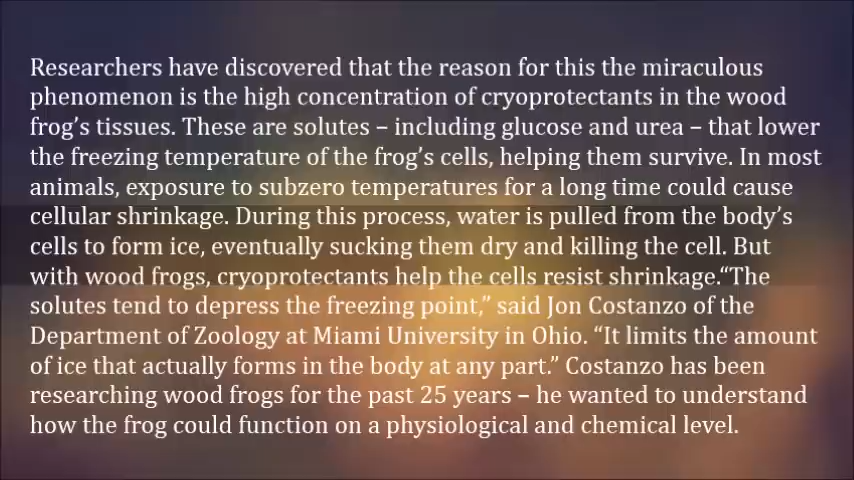 Researchers have discovered that the reason for this the miraculous
phenomenon is the high concentration of cryoprotectants in the wood
frog’s tissues. These are solutes – including glucose and urea – that lower
the freezing temperature of the frog’s cells, helping them survive. In most
animals, exposure to subzero temperatures for a long time could cause
cellular shrinkage. During this process, water is pulled from the body’s
cells to form ice, eventually sucking them dry and killing the cell. But
with wood frogs, cryoprotectants help the cells resist shrinkage.“The
solutes tend to depress the freezing point,” said Jon Costanzo of the
Department of Zoology at Miami University in Ohio. “It limits the amount
of ice that actually forms in the body at any part.” Costanzo has been
researching wood frogs for the past 25 years – he wanted to understand
how the frog could function on a physiological and chemical level.